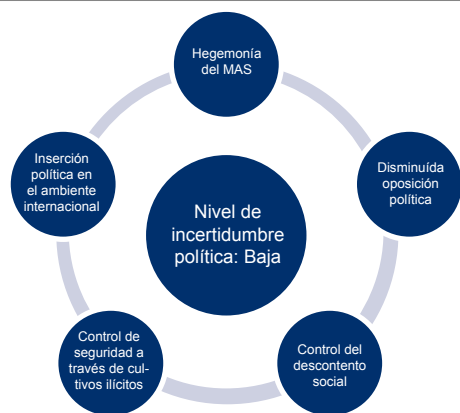 Hegemonía
del MAS
Disminuída
oposición
política
Control del
descontento
social
Control de
seguridad a
través de cul-
tivos ilícitos
Inserción
política en
el ambiente
internacional
Nivel de
incertidumbre
política: Baja